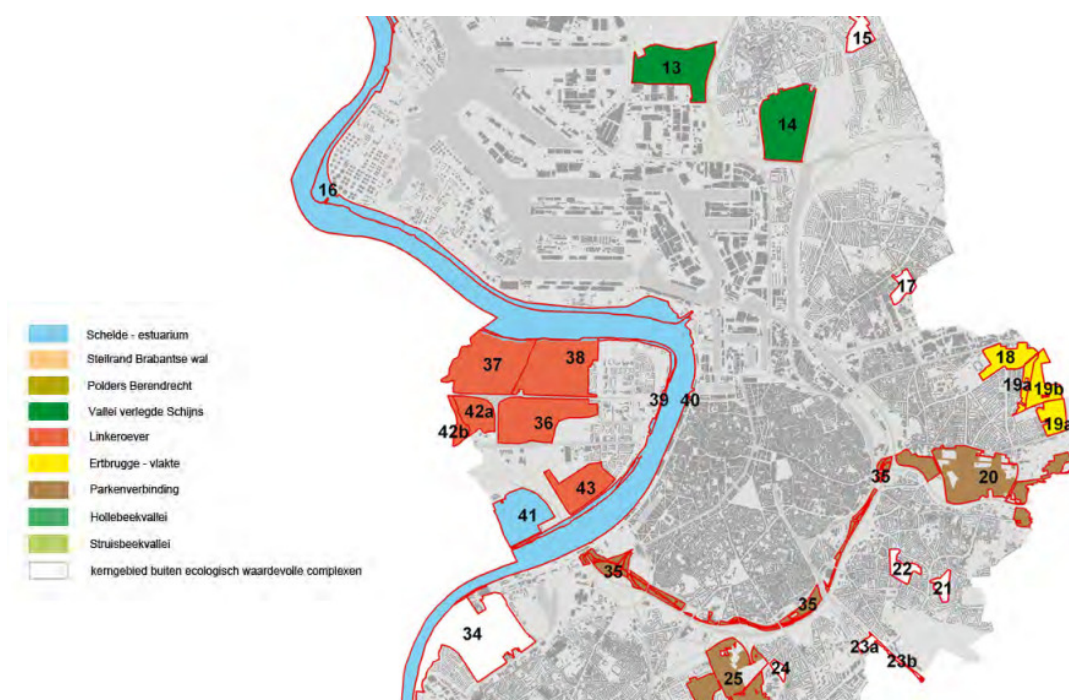 13
15
14
16
17
Schelde - estuarium
Steilrand Brabantse wal
Polders Berendrecht
Vallei verlegde Schijns
Linkeroever
Ertbrugge - vlakte
Parkenverbinding
Hollebeekvallei
Struisbeekvallei
kerngebied buiten ecologisch waardevolle complexen
37
38
18
19a
19b
39
40
42a
36
42b
19a
35
20
43
41
22
21
35
35
34
23a
23b
24
25